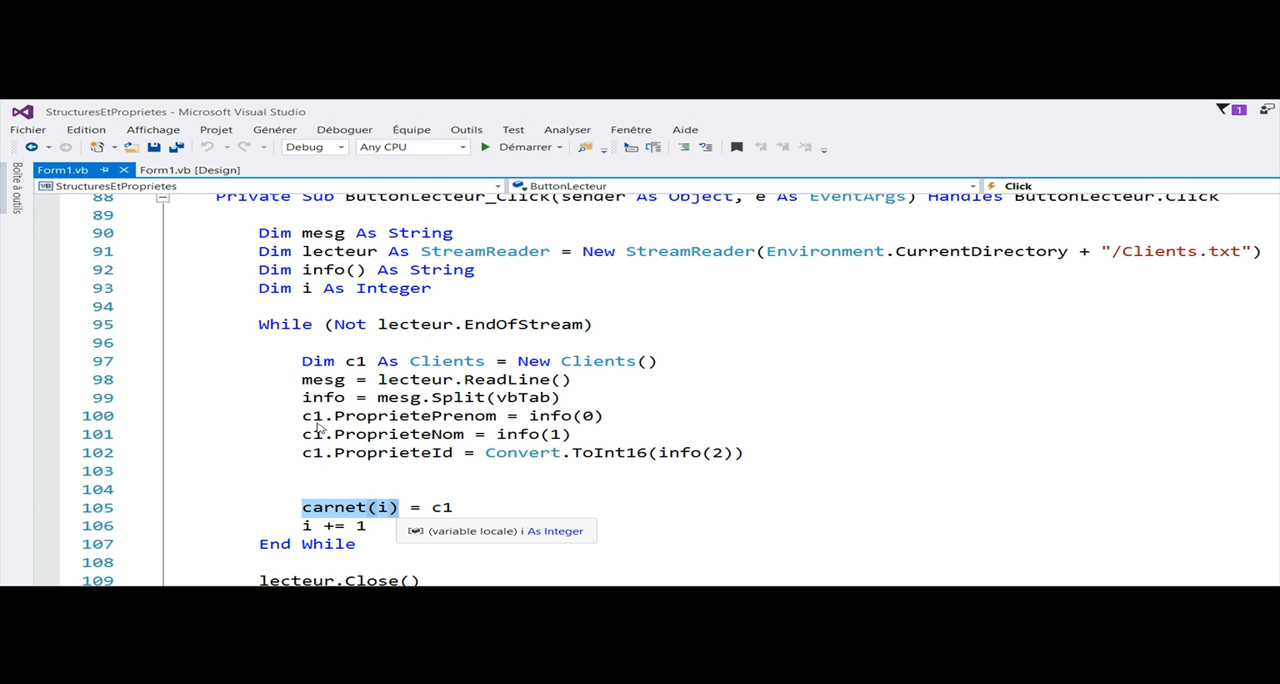 StructuresEtProprietes - Microsoft Visual Studio
1
Fichier Edition Affichage Projet Générer Déboguer Équipe Outils Test Analyser Fenêtre Aide
Debug Any CPU Démarrer
Boîte à outils
Form1.vb Form1.vb [Design]
VB StructuresEtProprietes ButtonLecteur Click
88 Private Sub ButtonLecteur_Click(sender As Object, e As EventArgs) Handles ButtonLecteur.Click
89
90 Dim mesg As String
91 Dim lecteur As StreamReader = New StreamReader(Environment.CurrentDirectory + "/Clients.txt")
92 Dim info() As String
93 Dim i As Integer
94
95 While (Not lecteur.EndOfStream)
96
97 Dim c1 As Clients = New Clients()
98 mesg = lecteur.ReadLine()
99 info = mesg.Split(vbTab)
100 c1.ProprietePrenom = info(0)
101 c1.ProprieteNom = info(1)
102 c1.ProprieteId = Convert.ToInt16(info(2))
103
104
105 carnet(i) = c1
106 i += 1
(variable locale) i As Integer
107 End While
108
109 lecteur.Close()